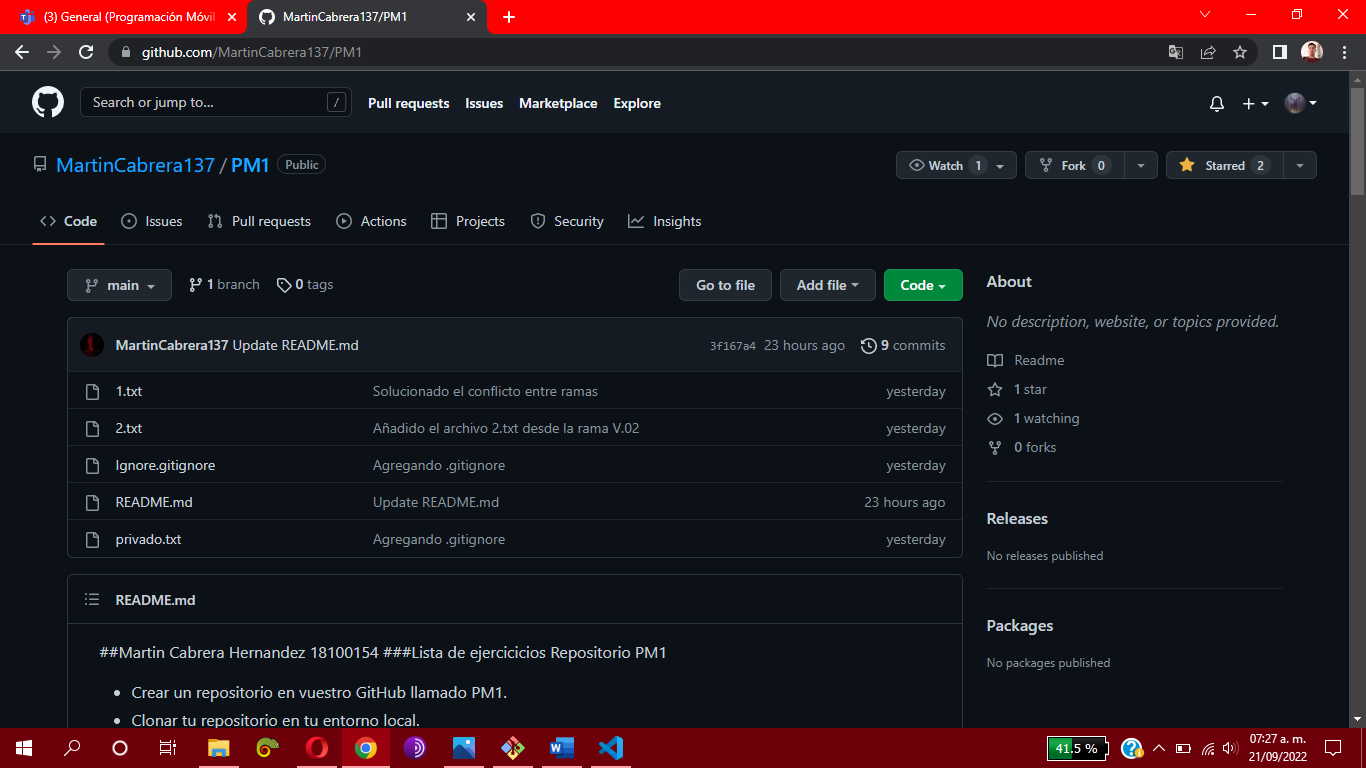 (3) General (Programación Móvil
MartinCabrera137/PM1
github.com/MartinCabrera137/PM1
Search or jump to...
/
Pull requests
Issues
Marketplace
Explore
MartinCabrera137 / PM1
Public
Watch 1
Fork 0
Starred 2
Code
Issues
Pull requests
Actions
Projects
Security
Insights
main
1 branch
0 tags
Go to file
Add file
Code
MartinCabrera137 Update README.md
3f167a4 23 hours ago
9 commits
1.txt
Solucionado el conflicto entre ramas
yesterday
2.txt
Añadido el archivo 2.txt desde la rama V.02
yesterday
Ignore.gitignore
Agregando .gitignore
yesterday
README.md
Update README.md
23 hours ago
privado.txt
Agregando .gitignore
yesterday
README.md
##Martin Cabrera Hernandez 18100154 ###Lista de ejercicicios Repositorio PM1
Crear un repositorio en vuestro GitHub llamado PM1.
Clonar tu repositorio en tu entorno local.
About
No description, website, or topics provided.
Readme
1 star
1 watching
0 forks
Releases
No releases published
Packages
No packages published
41.5 %
07:27 a. m.
21/09/2022